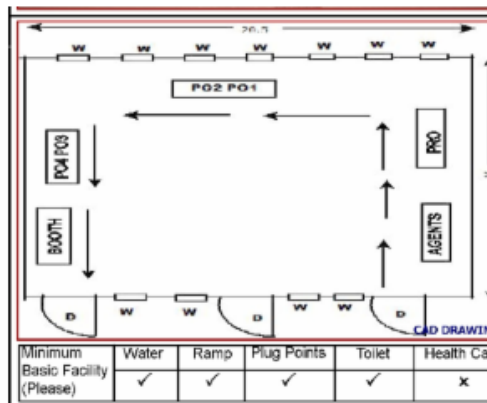 20.5
W W W W W W W
PO2 PO1
PO4 PO3
PRO
BOOTH
AGENTS
W W W W
D D D
CAD DRAWIN
Minimum Basic Facility (Please)
Water Ramp Plug Points Toilet Health Ca
✓ ✓ ✓ ✓ x